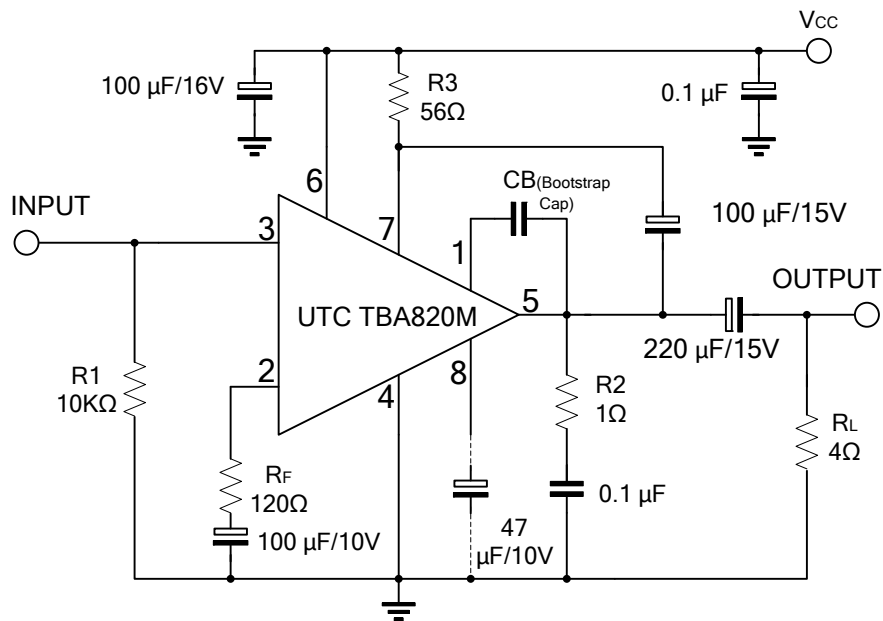 VCC
100 µF/16V
R3
56Ω
0.1 µF
6
7
CB(Bootstrap
Cap)
100 µF/15V
INPUT
3
1
OUTPUT
UTC TBA820M
5
220 µF/15V
R1
10KΩ
2
4
8
R2
1Ω
RL
4Ω
RF
120Ω
100 µF/10V
47
µF/10V
0.1 µF